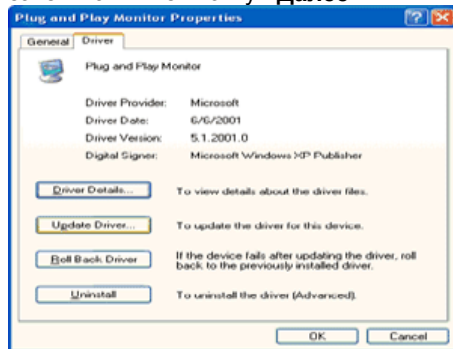 Plug and Play Monitor Properties
General Driver
Plug and Play Monitor
Driver Provider: Microsoft
Driver Date: 6/6/2001
Driver Version: 5.1.2001.0
Digital Signer: Microsoft Windows XP Publisher
Driver Details... To view details about the driver files.
Update Driver... To update the driver for this device.
Roll Back Driver If the device fails after updating the driver, roll
back to the previously installed driver.
Uninstall To uninstall the driver (Advanced).
OK Cancel